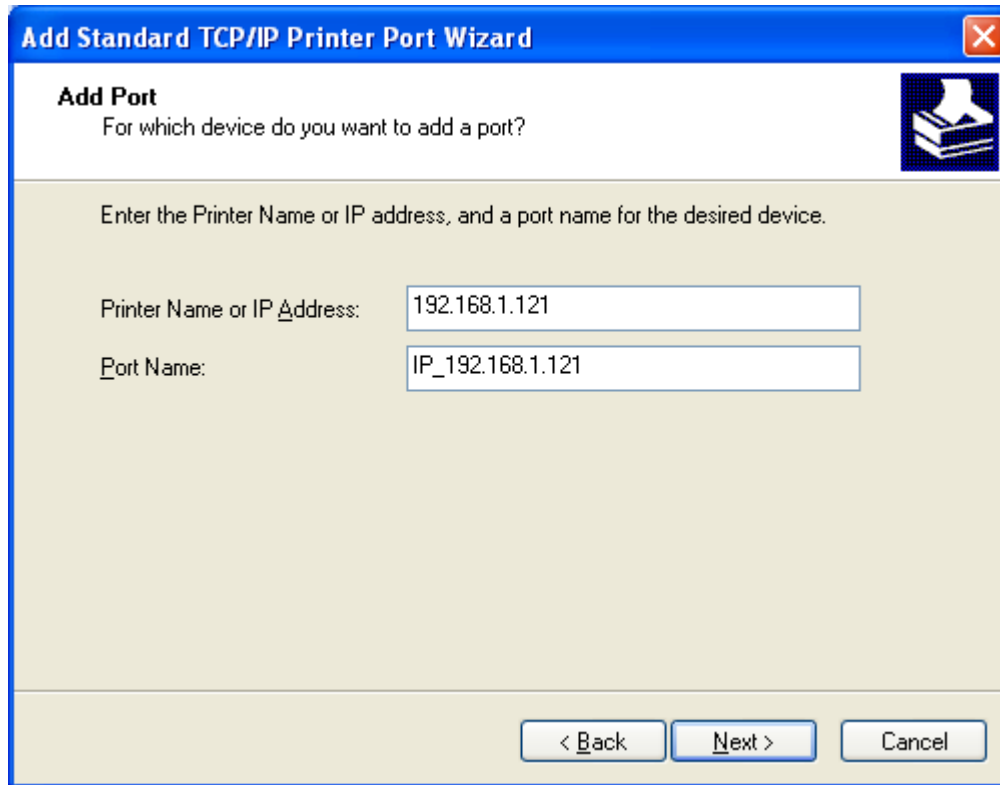 Add Standard TCP/IP Printer Port Wizard
Add Port
For which device do you want to add a port?
Enter the Printer Name or IP address, and a port name for the desired device.
Printer Name or IP Address: 192.168.1.121
Port Name: IP_192.168.1.121
< Back Next > Cancel